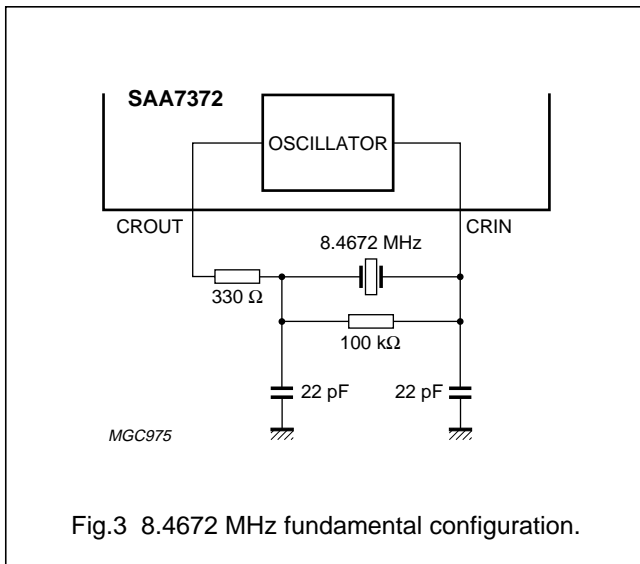 SAA7372
OSCILLATOR
CROUT
CRIN
8.4672 MHz
330 Ω
100 kΩ
22 pF
22 pF
MGC975
Fig.3 8.4672 MHz fundamental configuration.